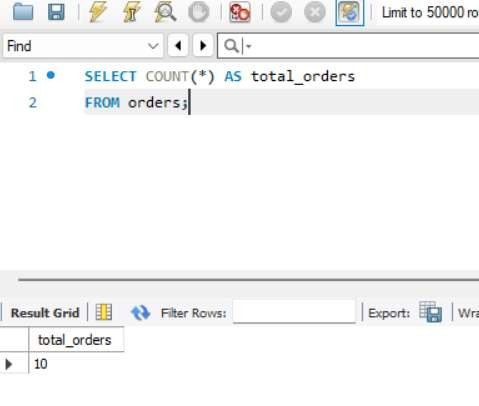 Limit to 50000 ro
Find
1 SELECT COUNT(*) AS total_orders
2 FROM orders;
Result Grid Filter Rows: Export: Wra
total_orders
10